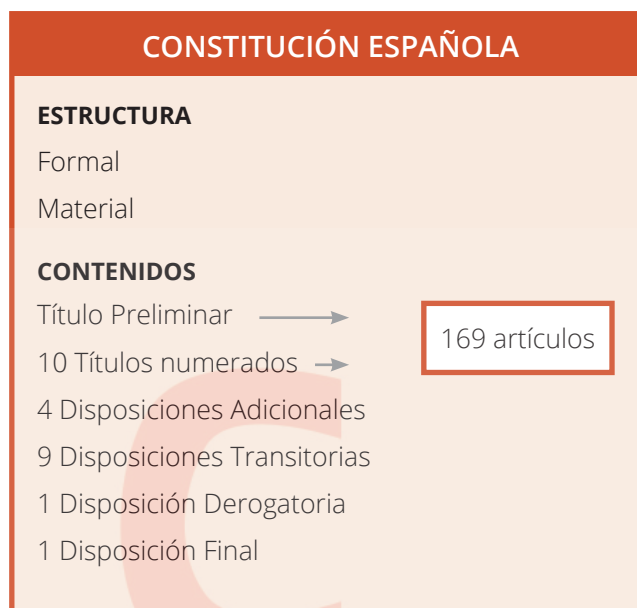 CONSTITUCIÓN ESPAÑOLA
ESTRUCTURA
Formal
Material
CONTENIDOS
Título Preliminar
10 Títulos numerados
169 artículos
4 Disposiciones Adicionales
9 Disposiciones Transitorias
1 Disposición Derogatoria
1 Disposición Final